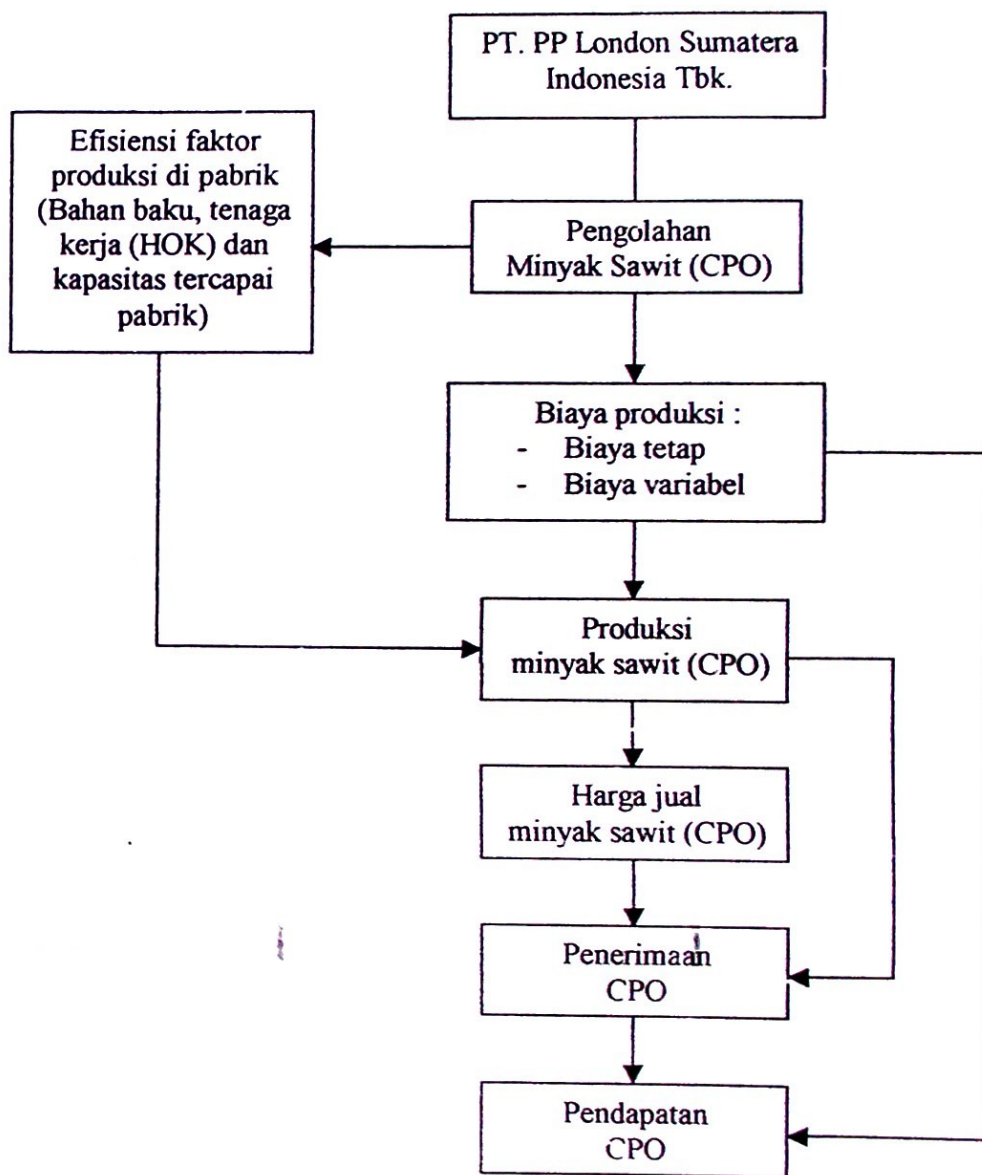 PT. PP London Sumatera
Indonesia Tbk.
Efisiensi faktor
produksi di pabrik
(Bahan baku, tenaga
kerja (HOK) dan
kapasitas tercapai
pabrik)
Pengolahan
Minyak Sawit (CPO)
Biaya produksi :
- Biaya tetap
- Biaya variabel
Produksi
minyak sawit (CPO)
Harga jual
minyak sawit (CPO)
Penerimaan
CPO
Pendapatan
CPO